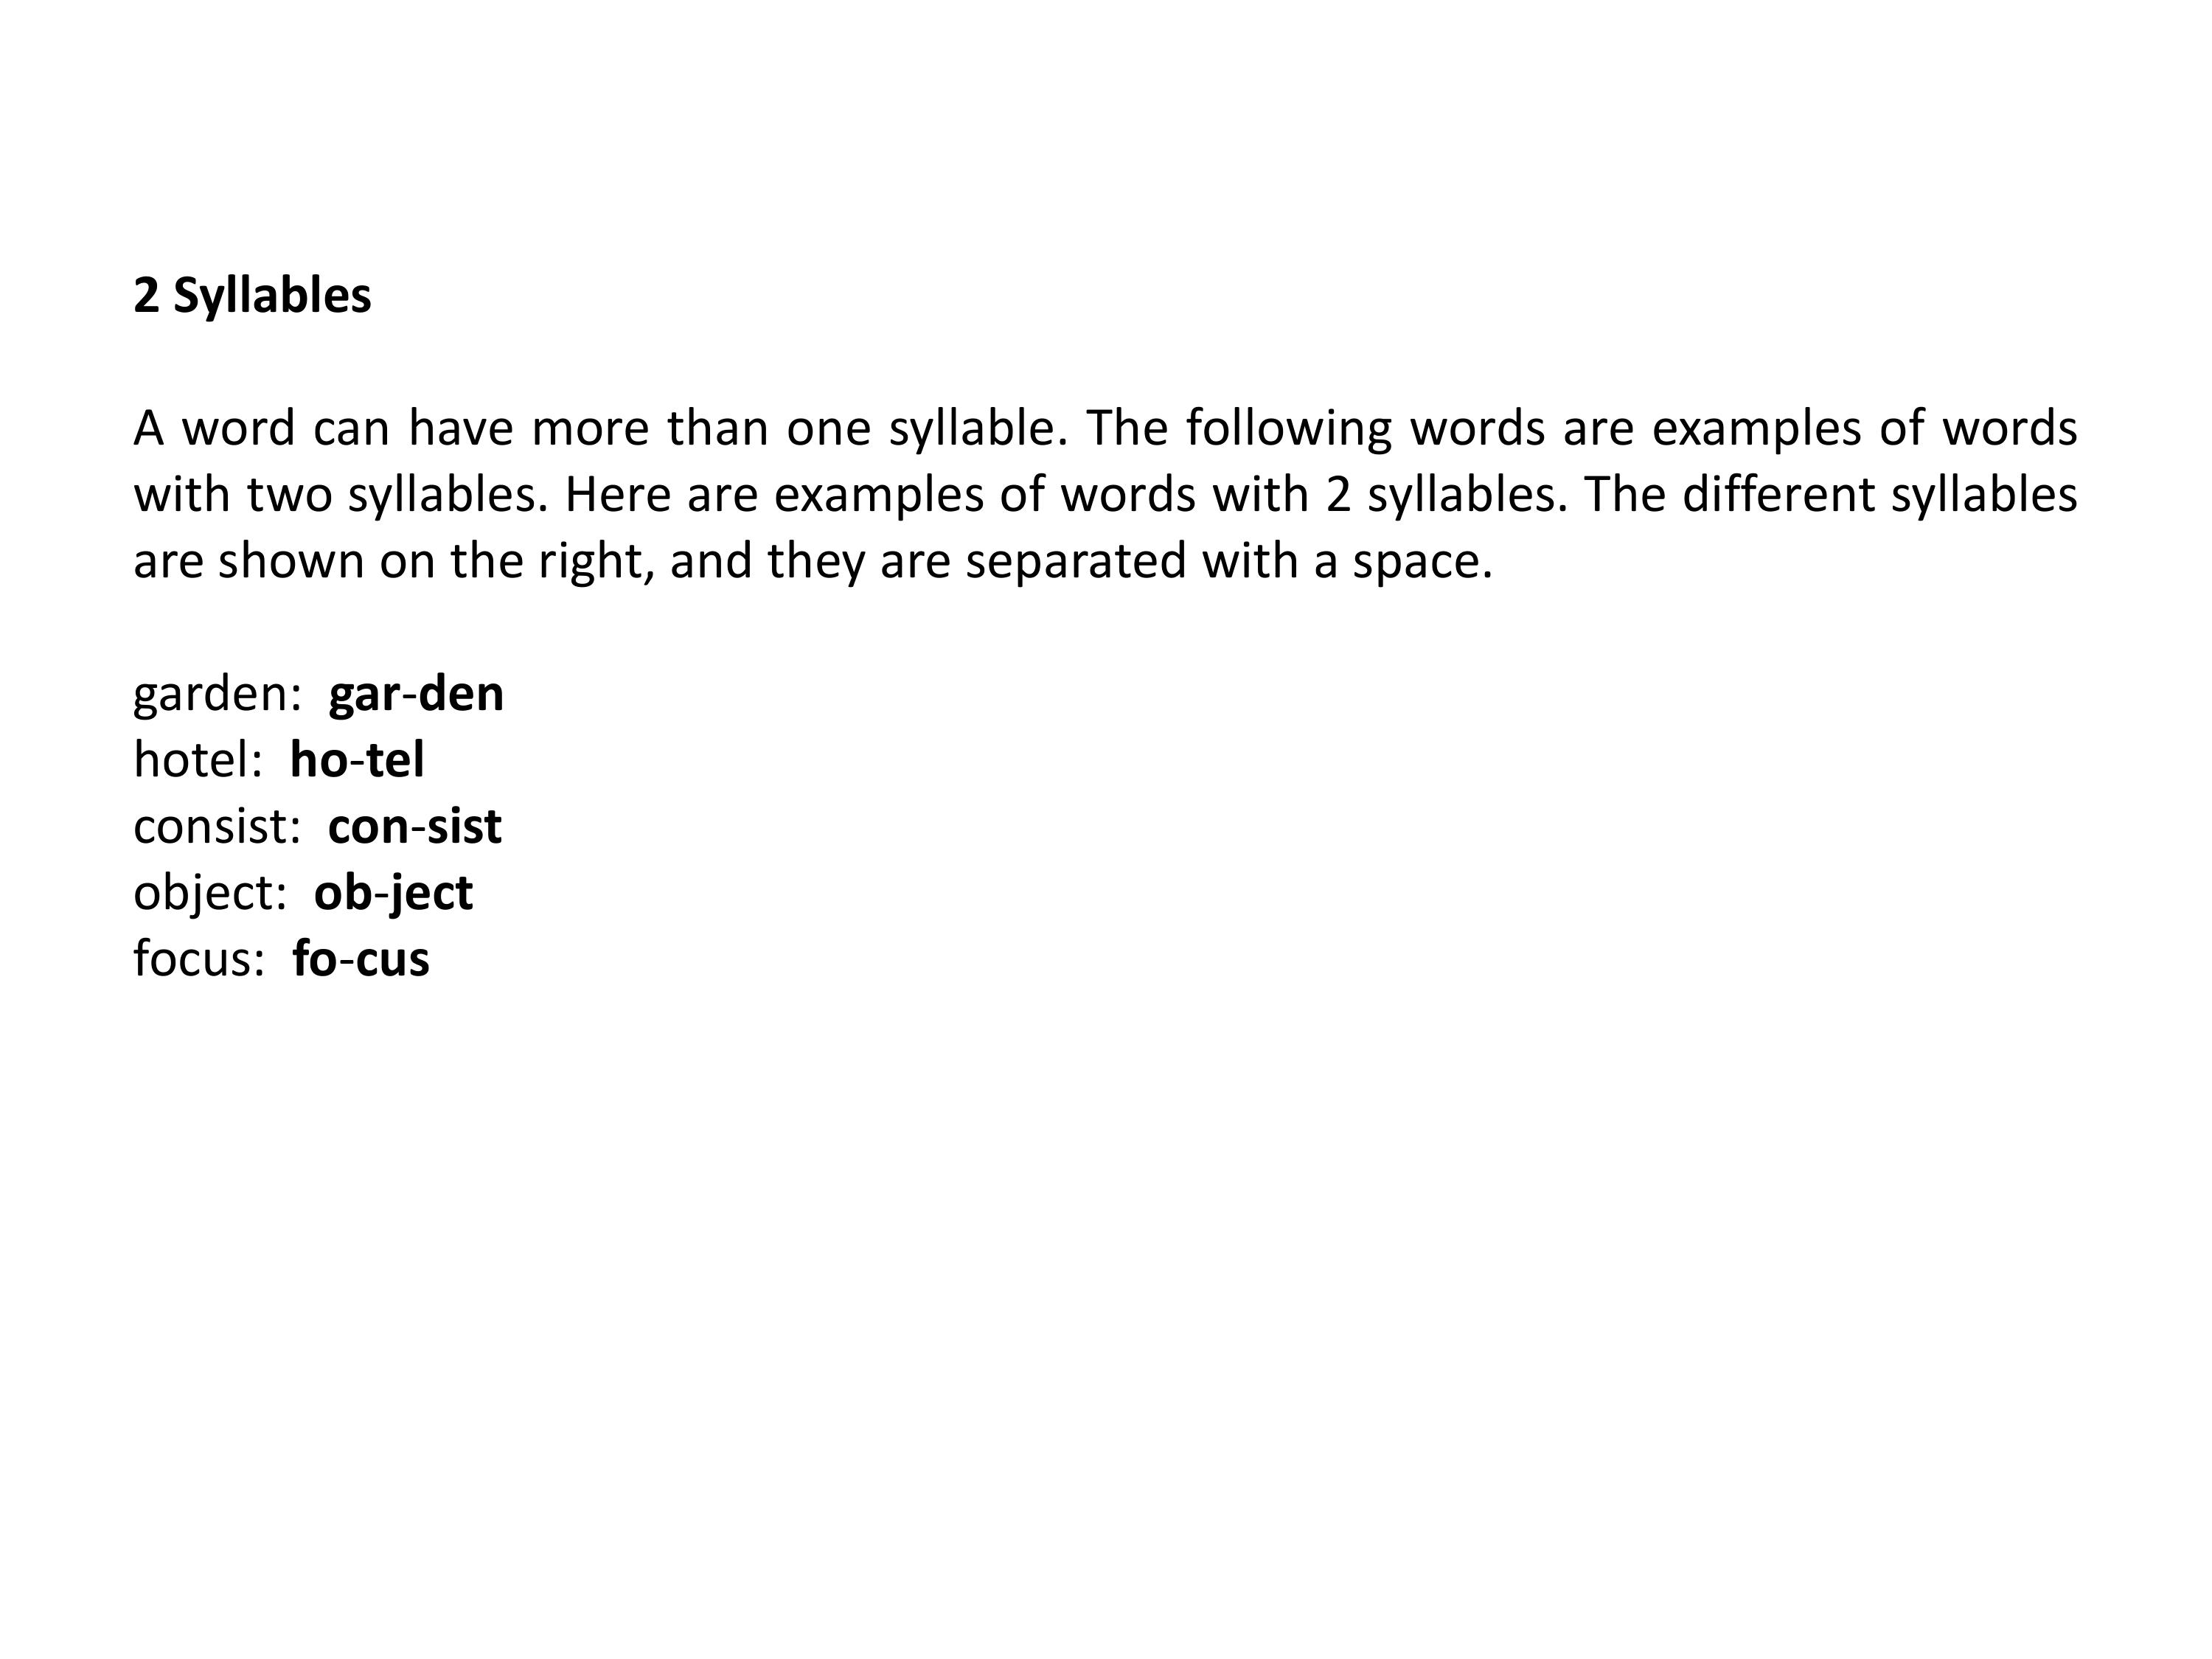 2 Syllables
A word can have more than one syllable. The following words are examples of words
with two syllables. Here are examples of words with 2 syllables. The different syllables
are shown on the right, and they are separated with a space.
garden:  gar-den
hotel:  ho-tel
consist:  con-sist
object:  ob-ject
focus:  fo-cus